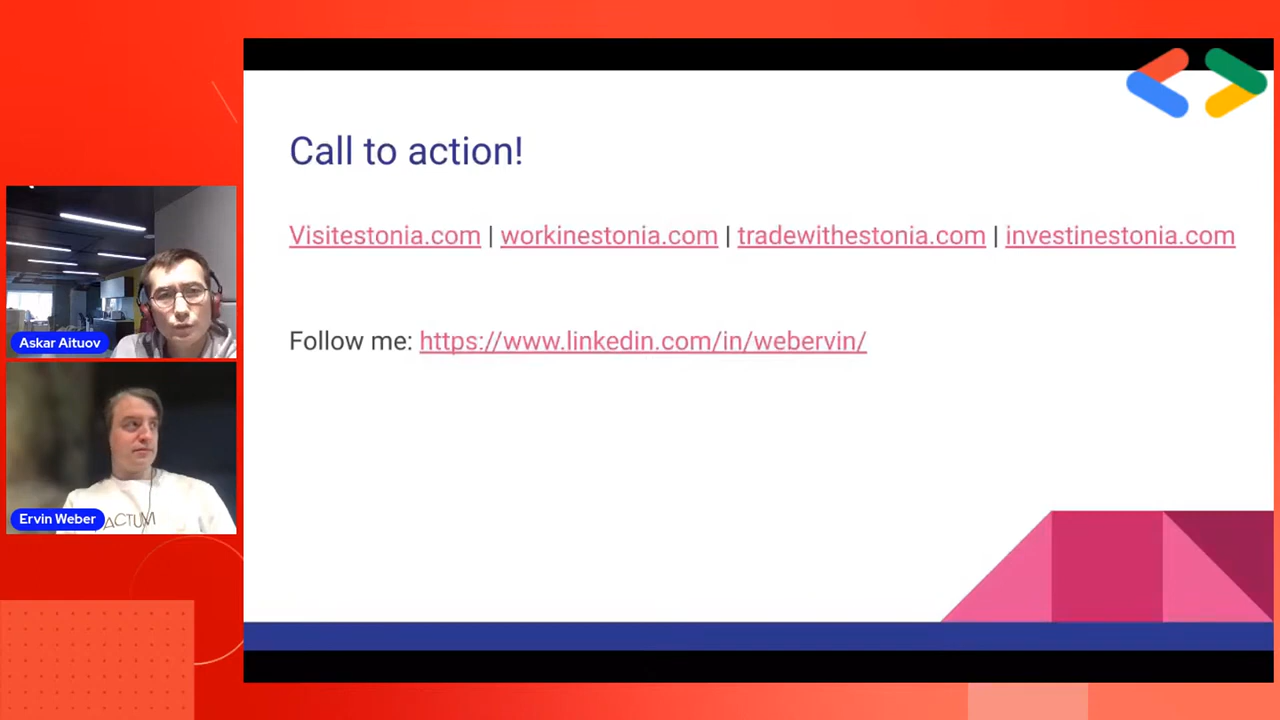 Call to action!
Visitestonia.com | workinestonia.com | tradewithestonia.com | investinestonia.com
Follow me: https://www.linkedin.com/in/webervin/
Askar Aituov
ACTUM
Ervin Weber